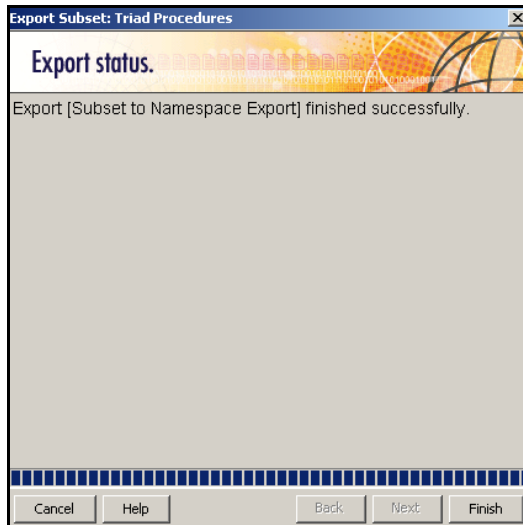 Export Subset: Triad Procedures
Export status.
Export [Subset to Namespace Export] finished successfully.
Cancel Help Back Next Finish